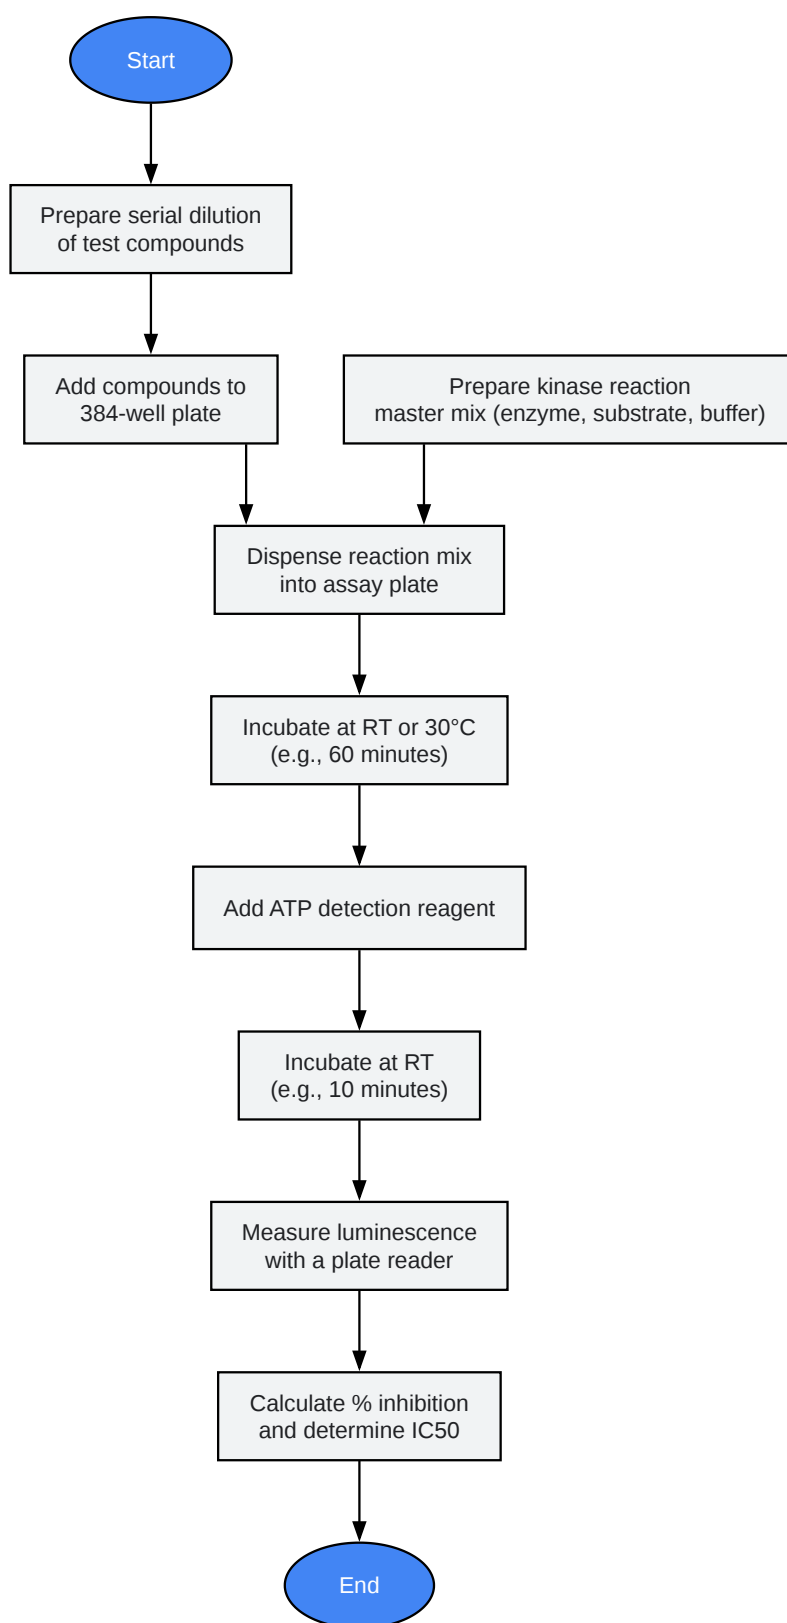 Start
Prepare serial dilution
of test compounds
Add compounds to
384-well plate
Prepare kinase reaction
master mix (enzyme, substrate, buffer)
Dispense reaction mix
into assay plate
Incubate at RT or 30°C
(e.g., 60 minutes)
Add ATP detection reagent
Incubate at RT
(e.g., 10 minutes)
Measure luminescence
with a plate reader
Calculate % inhibition
and determine IC50
End